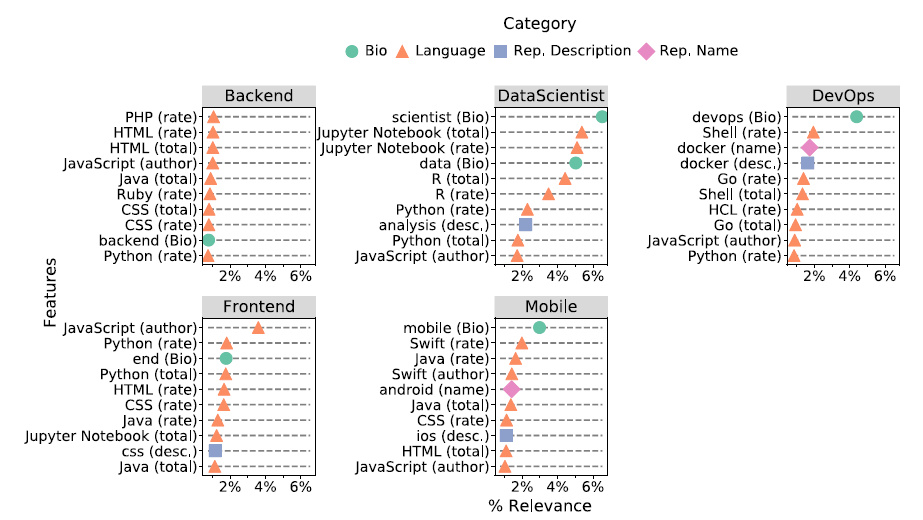 Category
Bio Language Rep. Description Rep. Name
Features
Backend
PHP (rate)
HTML (rate)
HTML (total)
JavaScript (author)
Java (total)
Ruby (rate)
CSS (total)
CSS (rate)
backend (Bio)
Python (rate)
2% 4% 6%
DataScientist
scientist (Bio)
Jupyter Notebook (total)
Jupyter Notebook (rate)
data (Bio)
R (total)
R (rate)
Python (rate)
analysis (desc.)
Python (total)
JavaScript (author)
2% 4% 6%
DevOps
devops (Bio)
Shell (rate)
docker (name)
docker (desc.)
Go (rate)
Shell (total)
HCL (rate)
Go (total)
JavaScript (author)
Python (rate)
2% 4% 6%
Frontend
JavaScript (author)
Python (rate)
end (Bio)
Python (total)
HTML (rate)
CSS (rate)
Java (rate)
Jupyter Notebook (total)
css (desc.)
Java (total)
2% 4% 6%
Mobile
mobile (Bio)
Swift (rate)
Java (rate)
Swift (author)
android (name)
Java (total)
CSS (rate)
ios (desc.)
HTML (total)
JavaScript (author)
2% 4% 6%
% Relevance